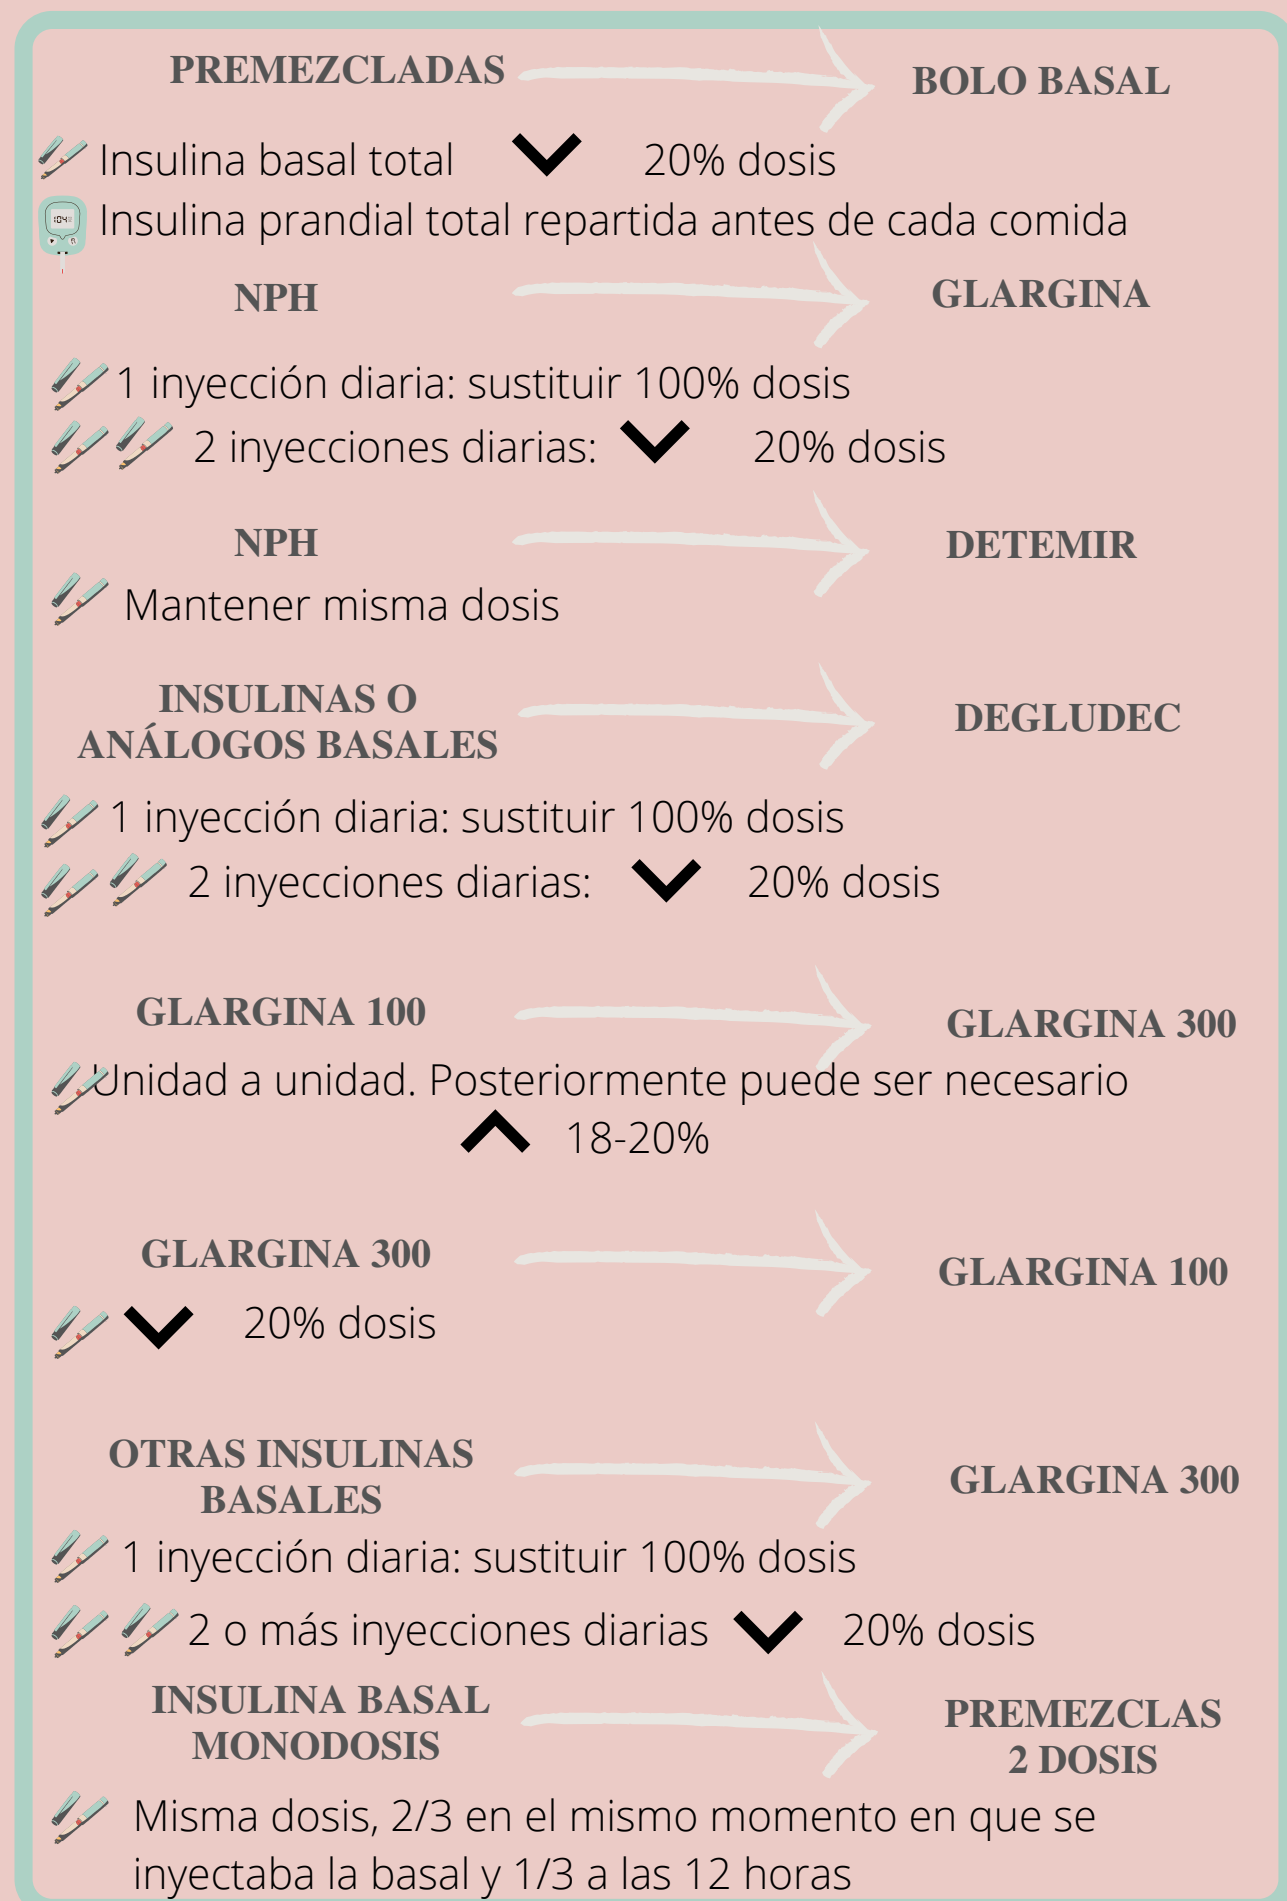 PREMEZCLADAS BOLO BASAL
Insulina basal total 20% dosis
Insulina prandial total repartida antes de cada comida
NPH GLARGINA
1 inyección diaria: sustituir 100% dosis
2 inyecciones diarias: 20% dosis
NPH DETEMIR
Mantener misma dosis
INSULINAS O
ANÁLOGOS BASALES
DEGLUDEC
1 inyección diaria: sustituir 100% dosis
2 inyecciones diarias: 20% dosis
GLARGINA 100 GLARGINA 300
Unidad a unidad. Posteriormente puede ser necesario
18-20%
GLARGINA 300 GLARGINA 100
20% dosis
OTRAS INSULINAS
BASALES
GLARGINA 300
1 inyección diaria: sustituir 100% dosis
2 o más inyecciones diarias 20% dosis
INSULINA BASAL
MONODOSIS
PREMEZCLAS
2 DOSIS
Misma dosis, 2/3 en el mismo momento en que se
inyectaba la basal y 1/3 a las 12 horas